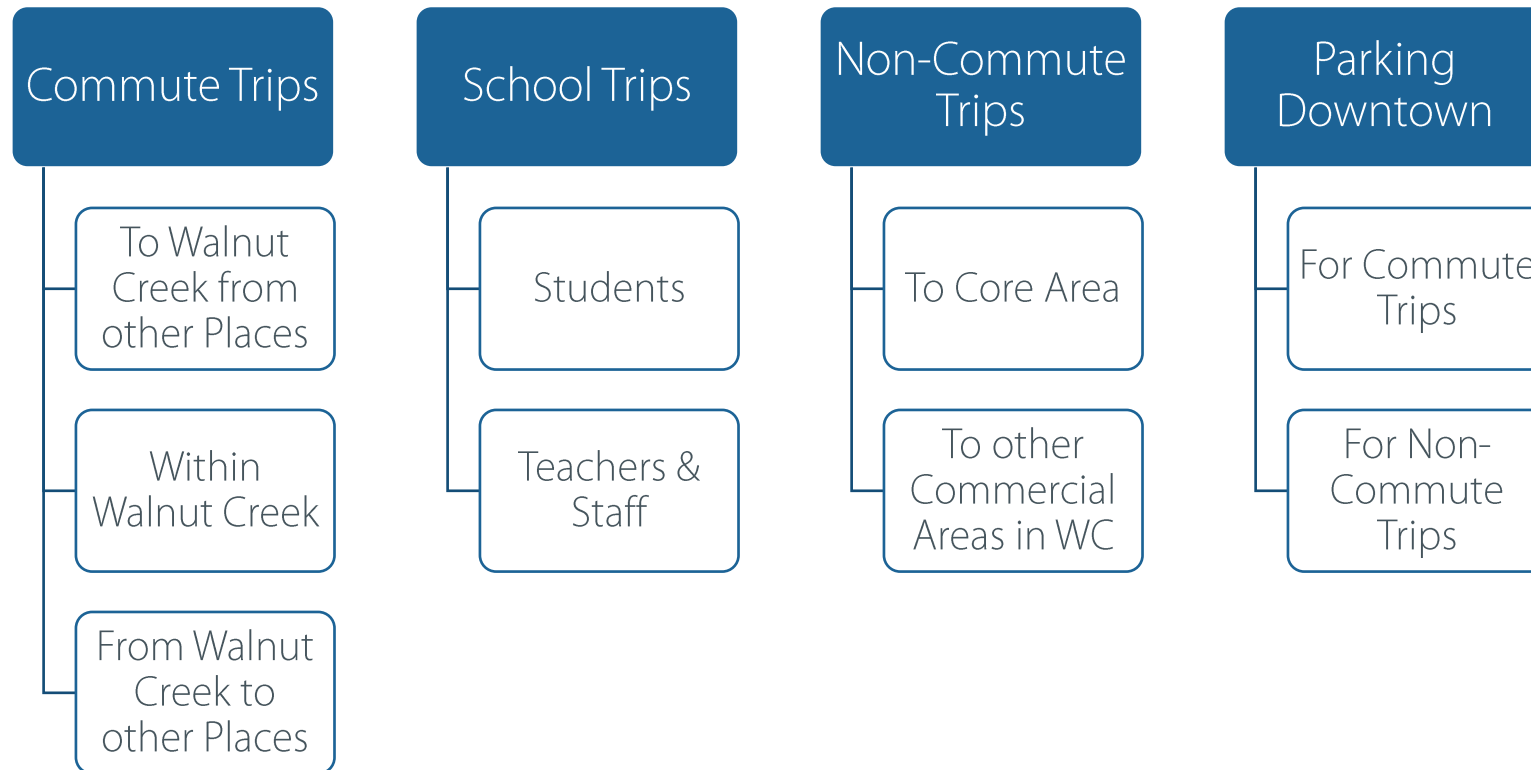 Commute Trips
To Walnut
Creek from
other Places
Within
Walnut Creek
From Walnut
Creek to
other Places
School Trips
Students
Teachers &
Staff
Non-Commute
Trips
To Core Area
To other
Commercial
Areas in WC
Parking
Downtown
For Commute
Trips
For Non-
Commute
Trips